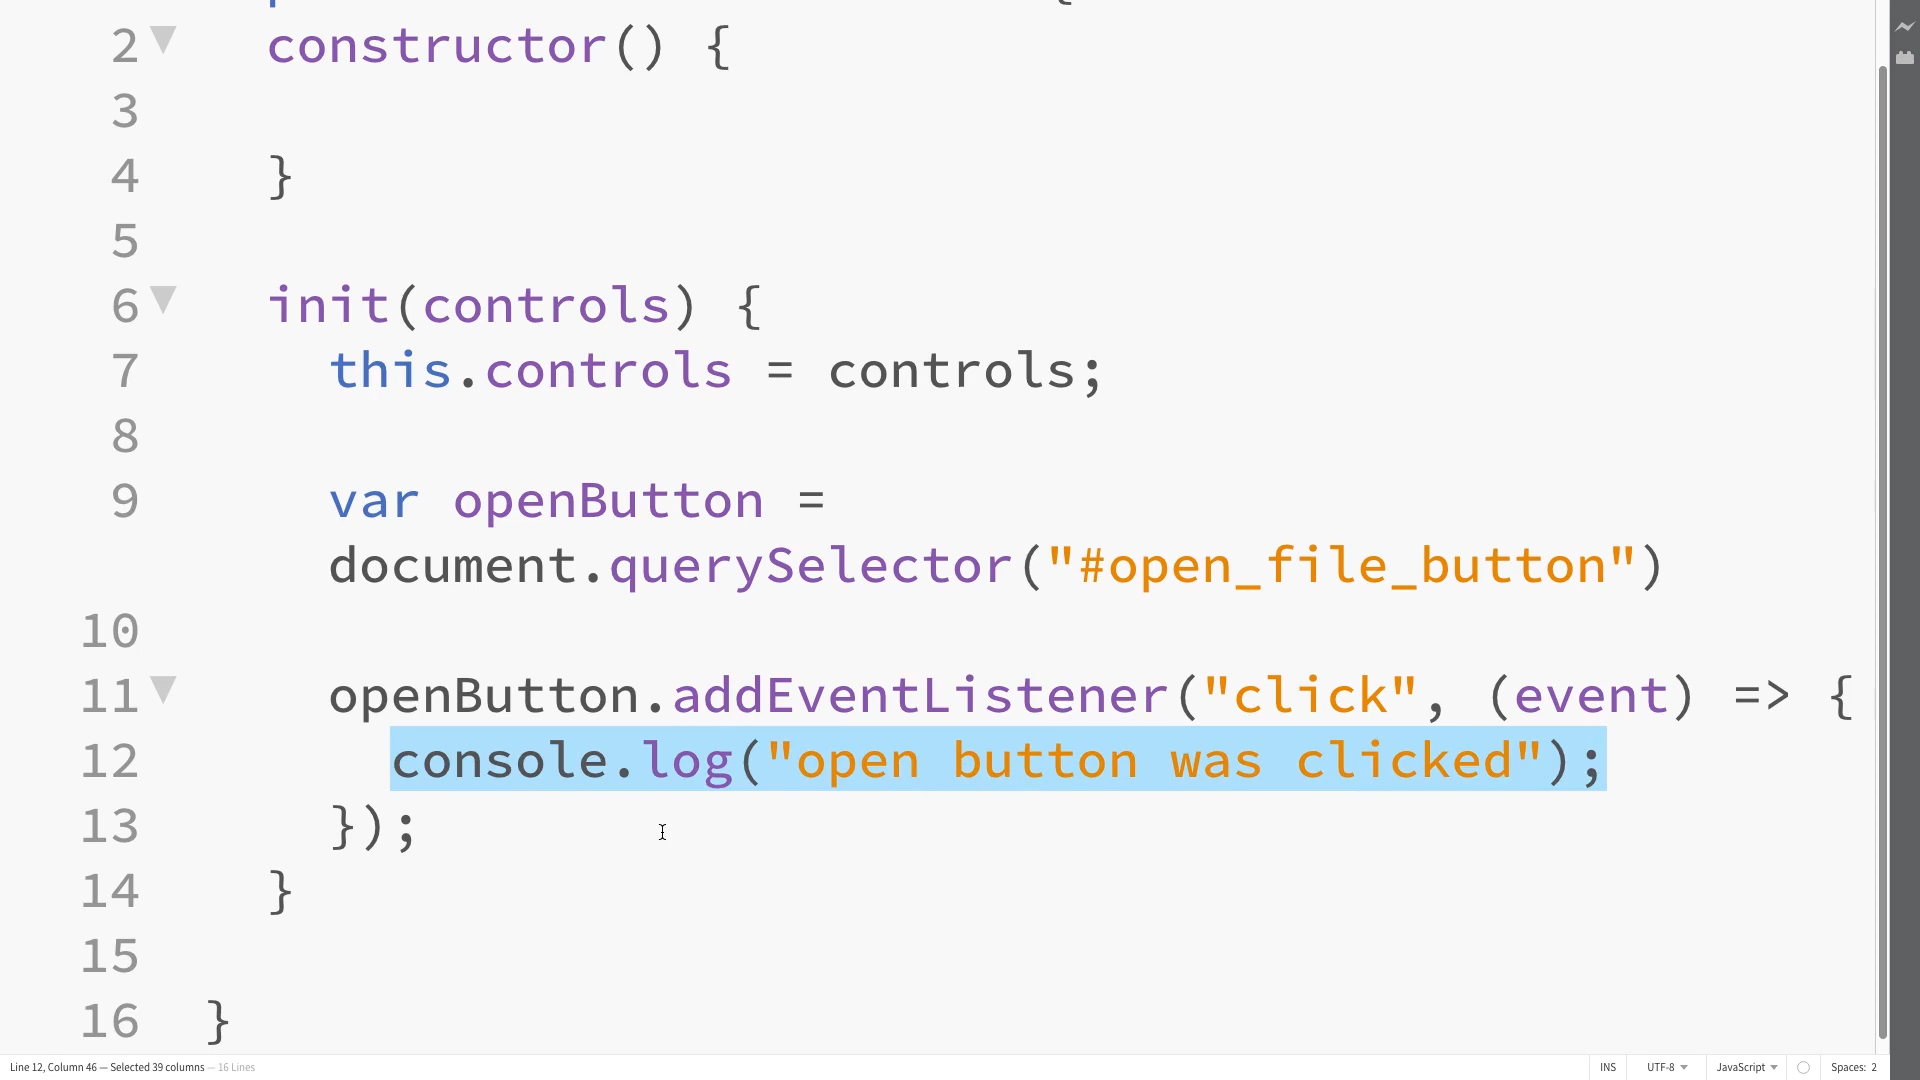 2 constructor() {
3
4 }
5
6 init(controls) {
7 this.controls = controls;
8
9 var openButton =
document.querySelector("#open_file_button")
10
11 openButton.addEventListener("click", (event) => {
12 console.log("open button was clicked");
13 });
14 }
15
16 }
Line 12, Column 46 — Selected 39 columns — 16 Lines INS UTF-8 JavaScript Spaces: 2